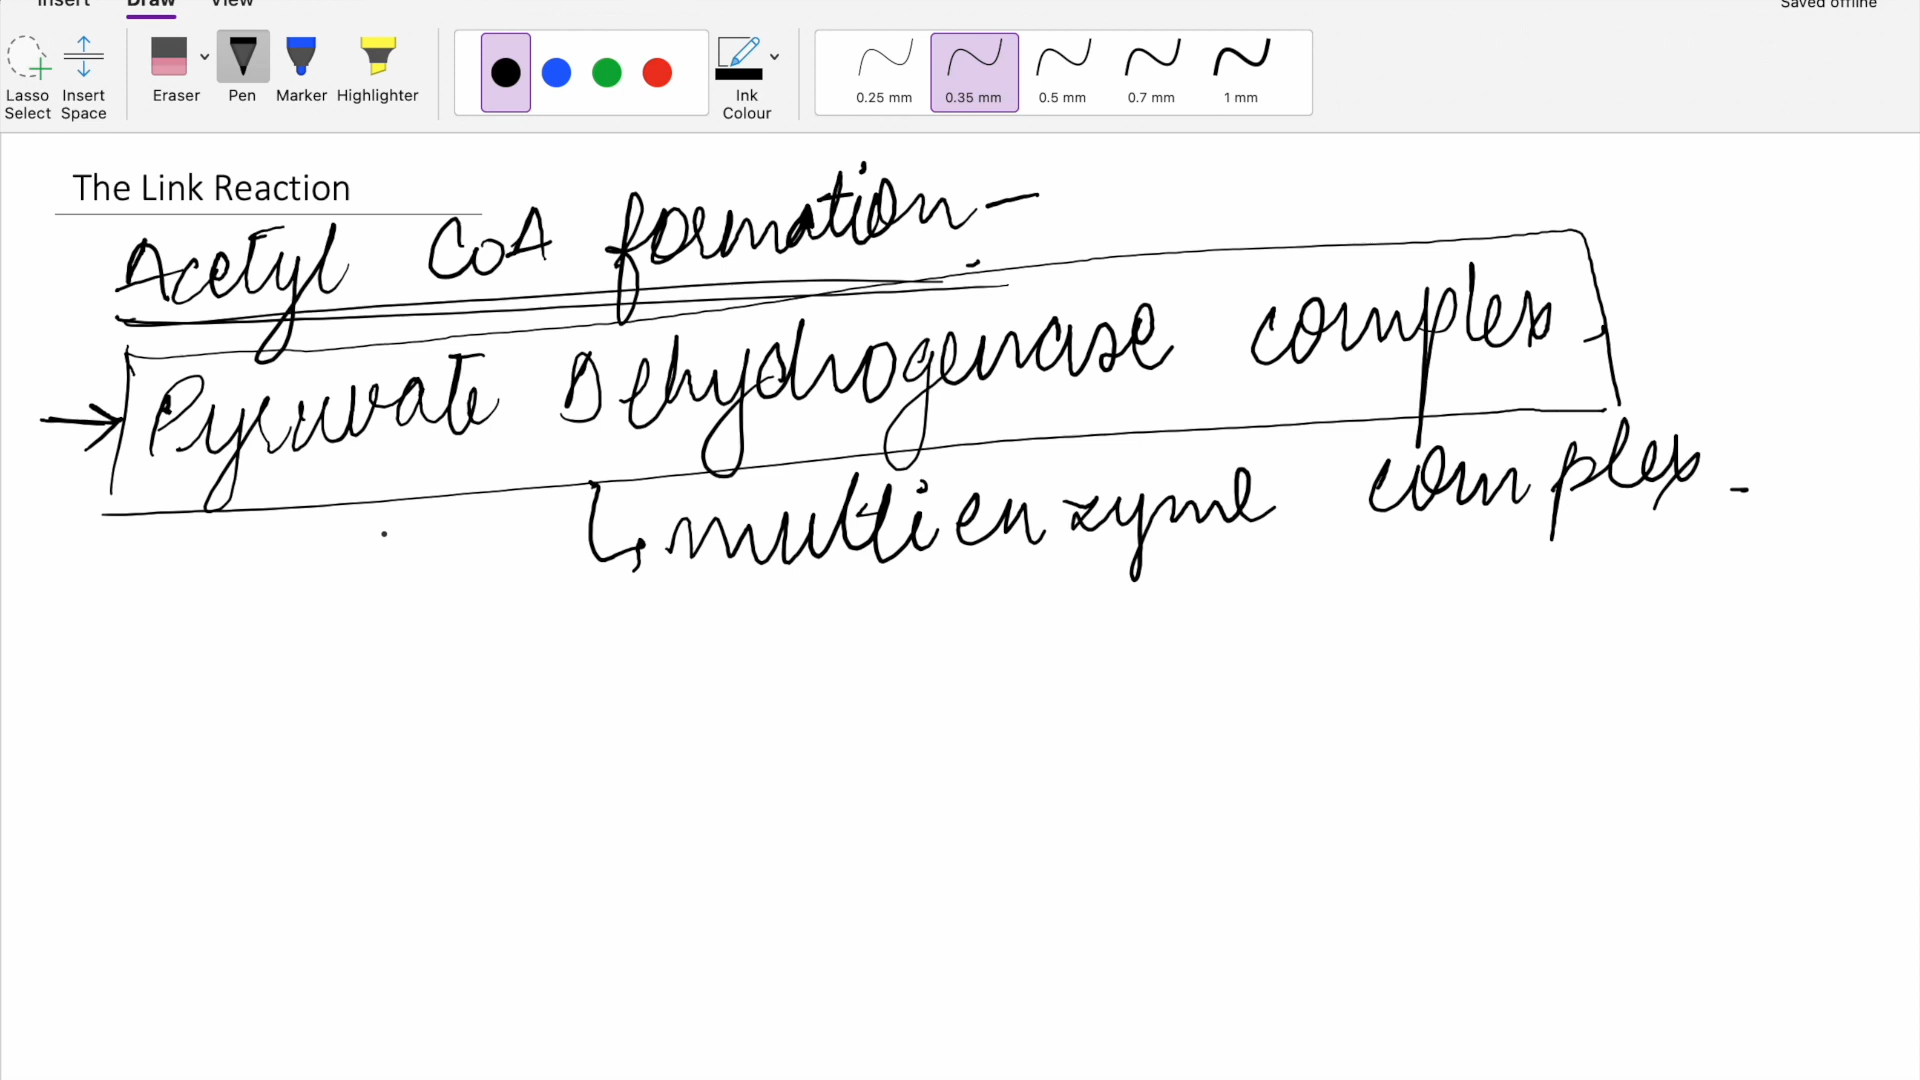 Insert Draw View Saved offline
Lasso Select Insert Space Eraser Pen Marker Highlighter Ink Colour 0.25 mm 0.35 mm 0.5 mm 0.7 mm 1 mm
The Link Reaction
Acetyl CoA formation -
Pyruvate Dehydrogenase complex.
multienzyme complex -